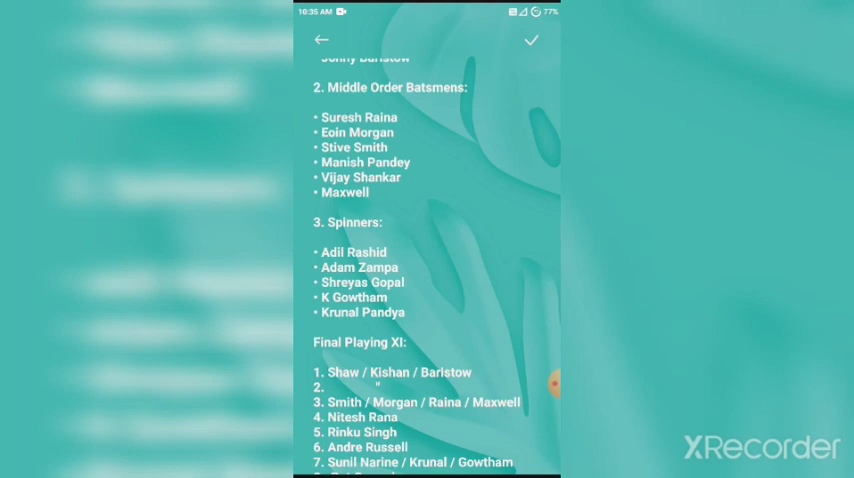 10:35 AM 77%
Jonny Baristow
2. Middle Order Batsmens:
• Suresh Raina
• Eoin Morgan
• Stive Smith
• Manish Pandey
• Vijay Shankar
• Maxwell
3. Spinners:
• Adil Rashid
• Adam Zampa
• Shreyas Gopal
• K Gowtham
• Krunal Pandya
Final Playing XI:
1. Shaw / Kishan / Baristow
2. "
3. Smith / Morgan / Raina / Maxwell
4. Nitesh Rana
5. Rinku Singh
6. Andre Russell
7. Sunil Narine / Krunal / Gowtham
XRecorder